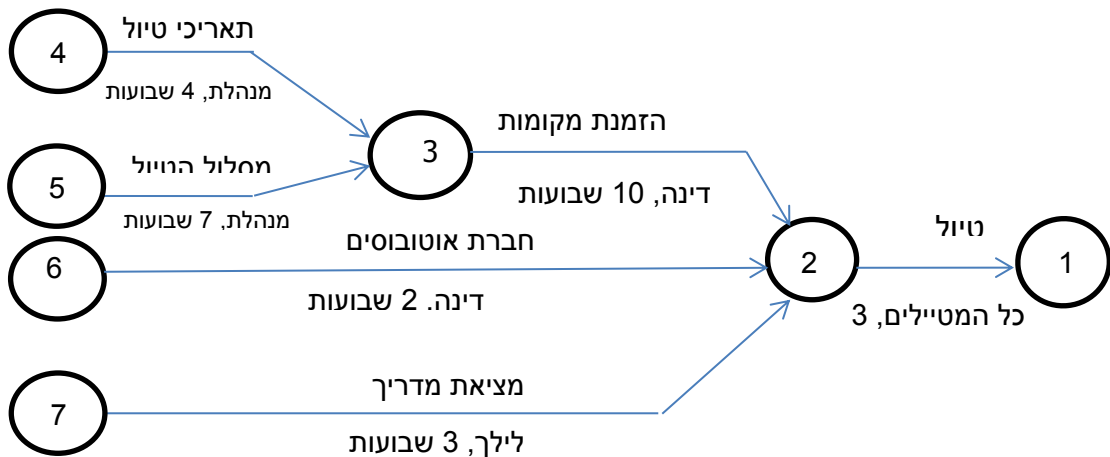 תאריכי טיול
4
מנהלת, 4 שבועות
הזמנת מקומות
3
מסלול הטיול
5
דינה, 10 שבועות
מנהלת, 7 שבועות
טיול
חברת אוטובוסים
6
2
1
דינה. 2 שבועות
כל המטיילים, 3
מציאת מדריך
7
לילך, 3 שבועות